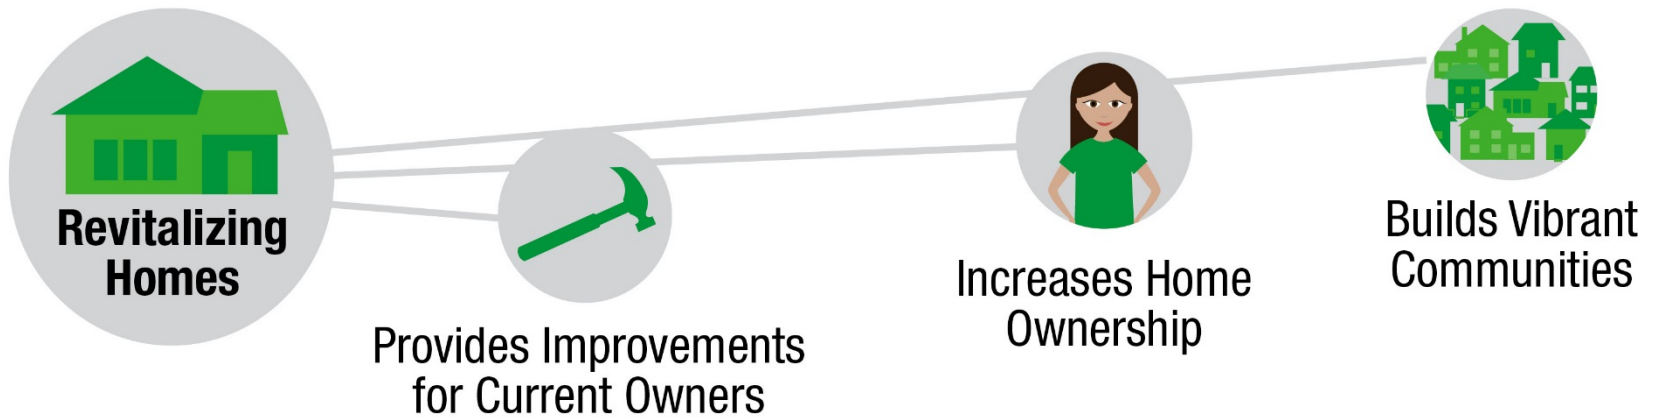 Revitalizing
Homes
Provides Improvements
for Current Owners
Increases Home
Ownership
Builds Vibrant
Communities